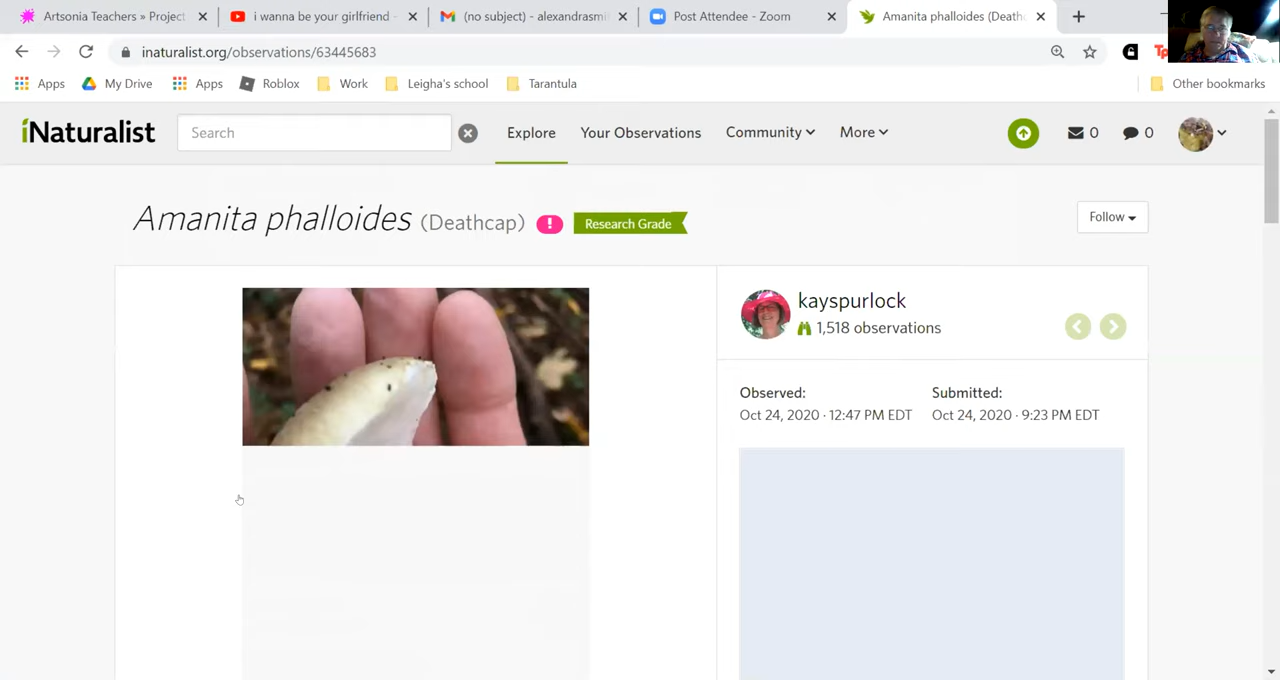 Artsonia Teachers » Project
i wanna be your girlfriend -
(no subject) - alexandrasmi
Post Attendee - Zoom
Amanita phalloides (Deathc
inaturalist.org/observations/63445683
Apps
My Drive
Apps
Roblox
Work
Leigha's school
Tarantula
Other bookmarks
iNaturalist
Search
Explore
Your Observations
Community
More
0
0
Amanita phalloides (Deathcap)
!
Research Grade
Follow
kayspurlock
1,518 observations
Observed:
Submitted:
Oct 24, 2020 · 12:47 PM EDT
Oct 24, 2020 · 9:23 PM EDT